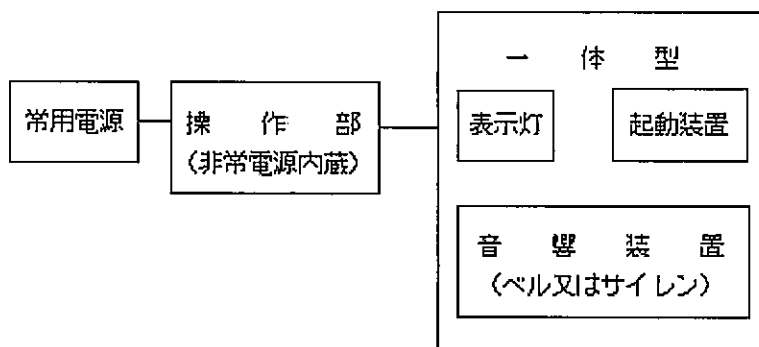 常用電源
操作部
（非常電源内蔵）
一体型
表示灯
起動装置
音響装置
（ベル又はサイレン）